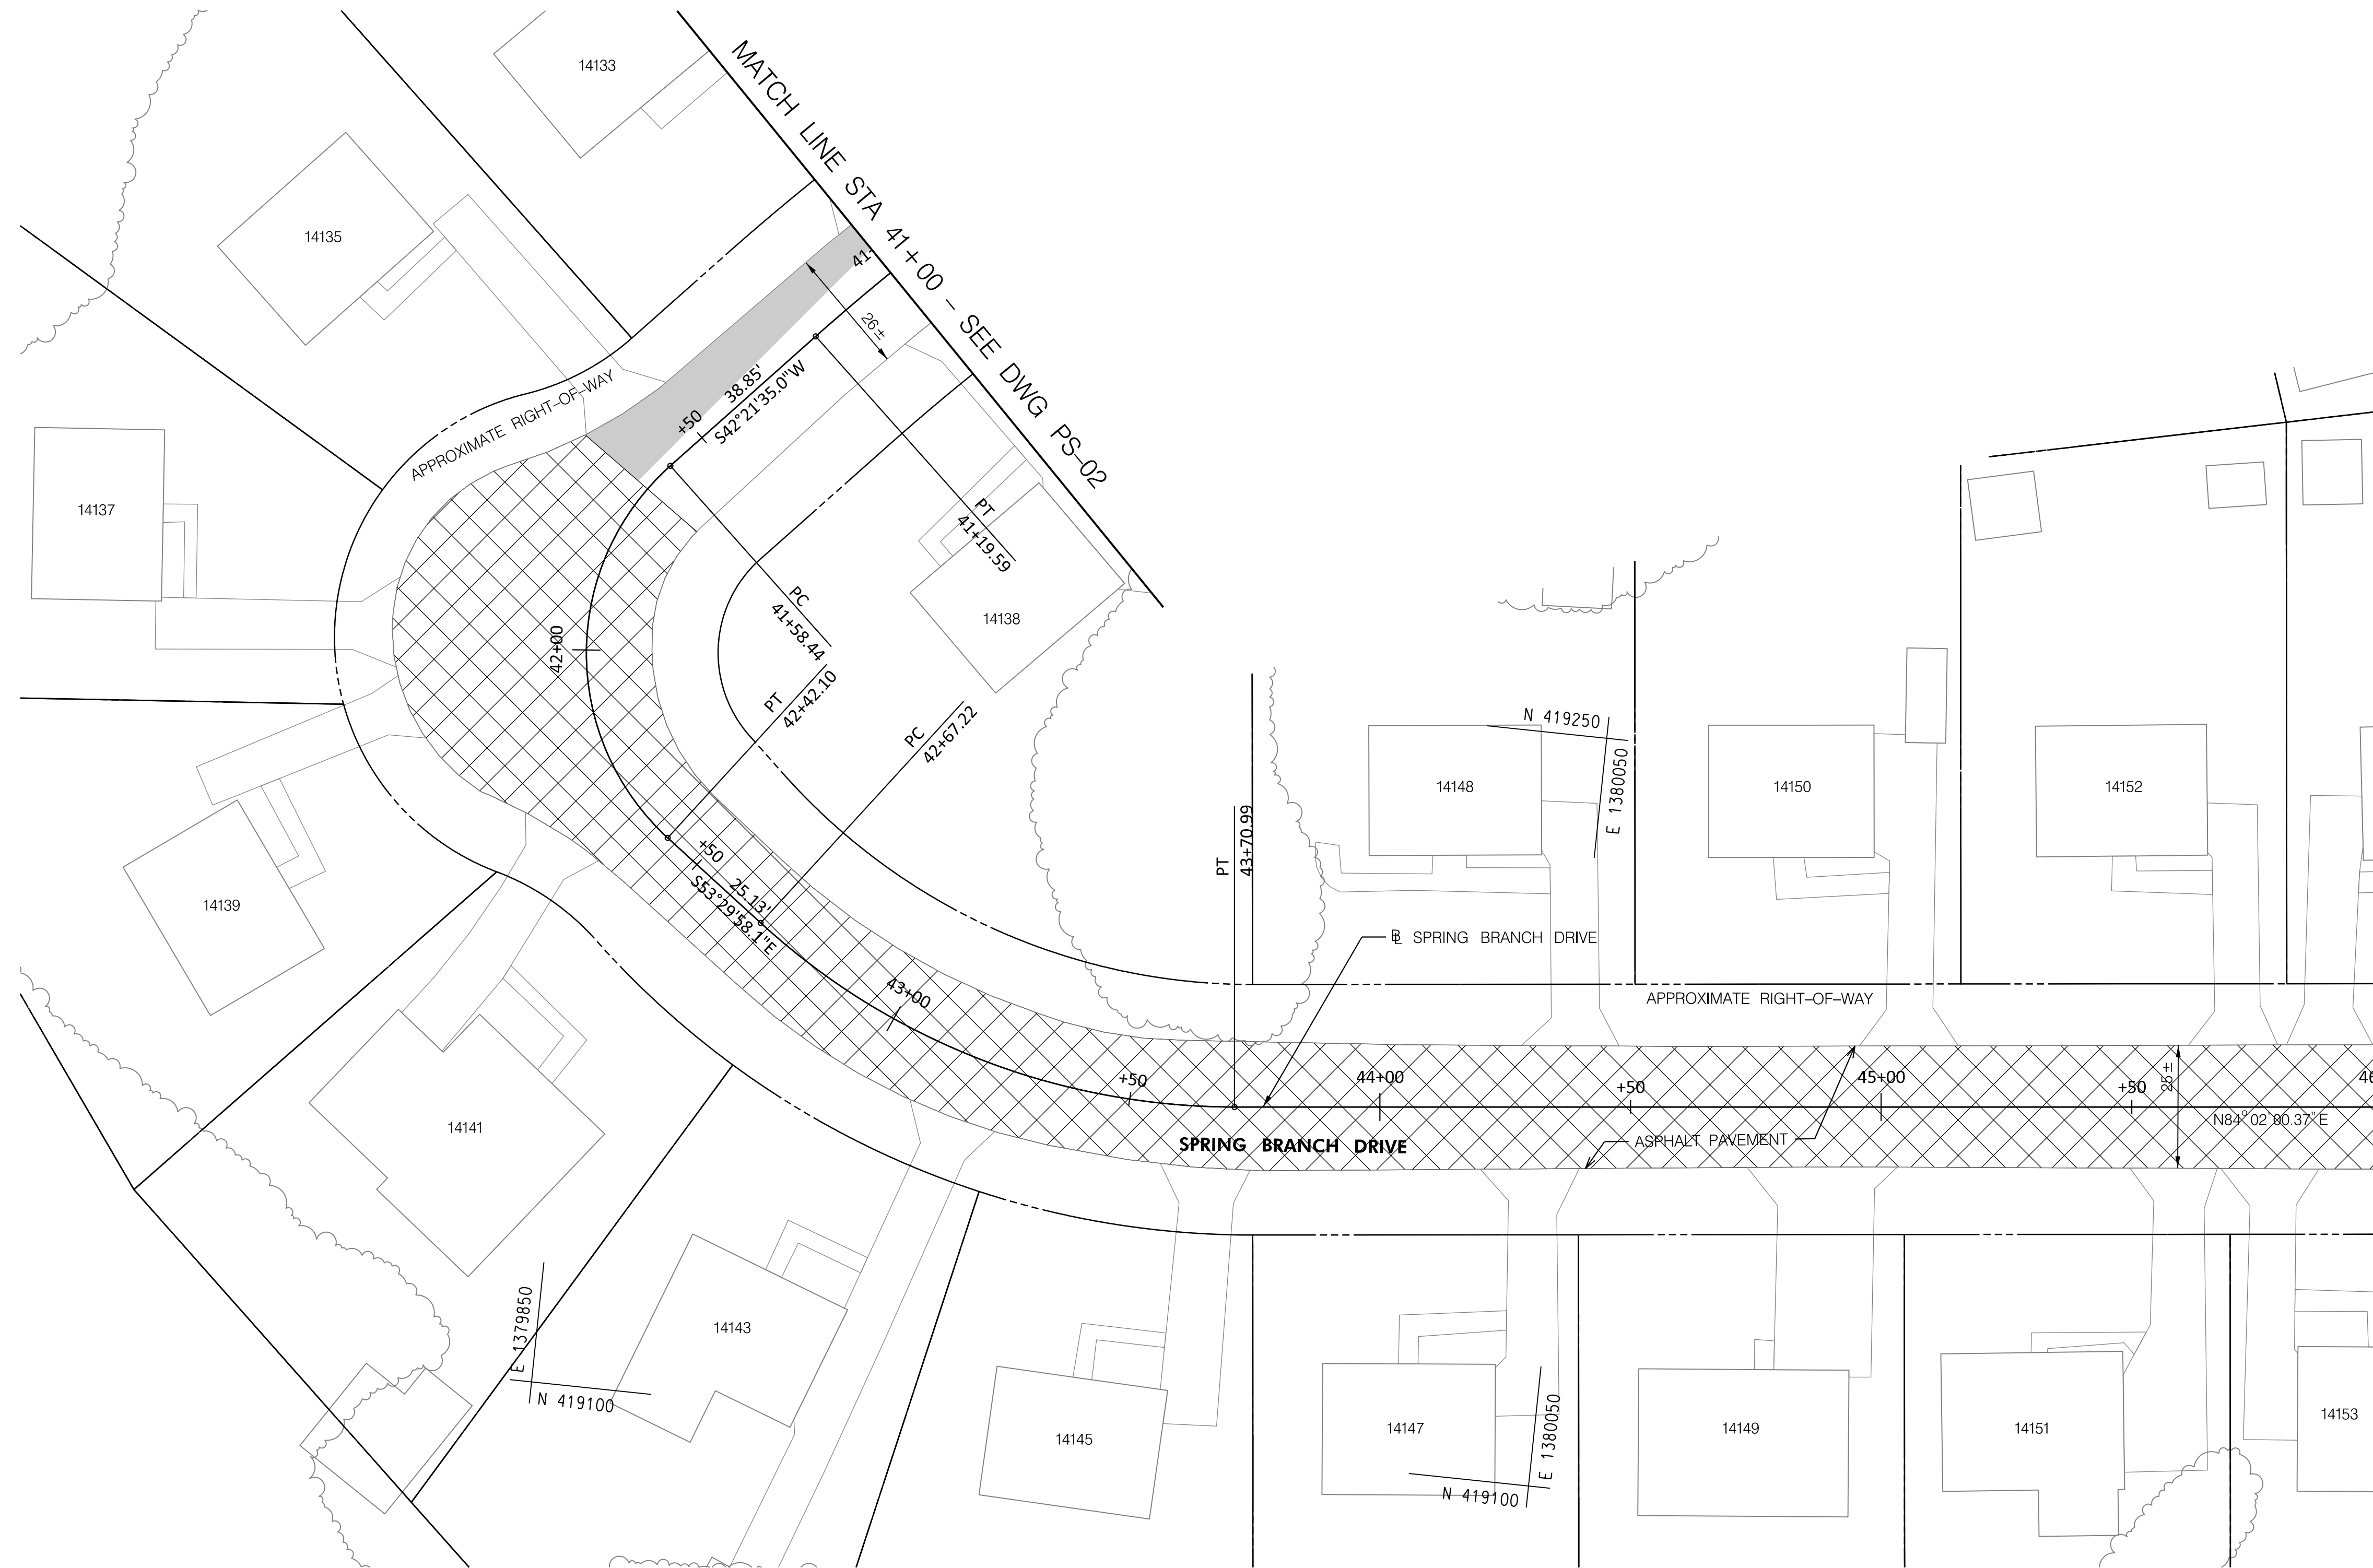 14133
MATCH LINE STA 41+00 - SEE DWG PS-02
14135
41
26±
38.85'
S42°21'35.0"W
+50
APPROXIMATE RIGHT-OF-WAY
14137
PT
41+19.59
PC
41+58.44
14138
42+00
PT
42+42.10
PC
42+67.22
N 419250
E 1380050
14148
14150
14152
PT
43+70.99
+50
25.13'
S53°29'58.1"E
14139
℄ SPRING BRANCH DRIVE
43+00
APPROXIMATE RIGHT-OF-WAY
+50
44+00
+50
45+00
+50
25±
46
N84° 02' 00.37" E
SPRING BRANCH DRIVE
ASPHALT PAVEMENT
14141
14143
E 1379850
N 419100
14145
14147
E 1380050
N 419100
14149
14151
14153